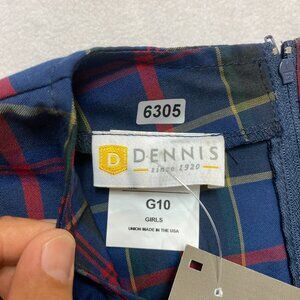 6305
D DENNIS
since 1920
G10
GIRLS
UNION MADE IN THE USA